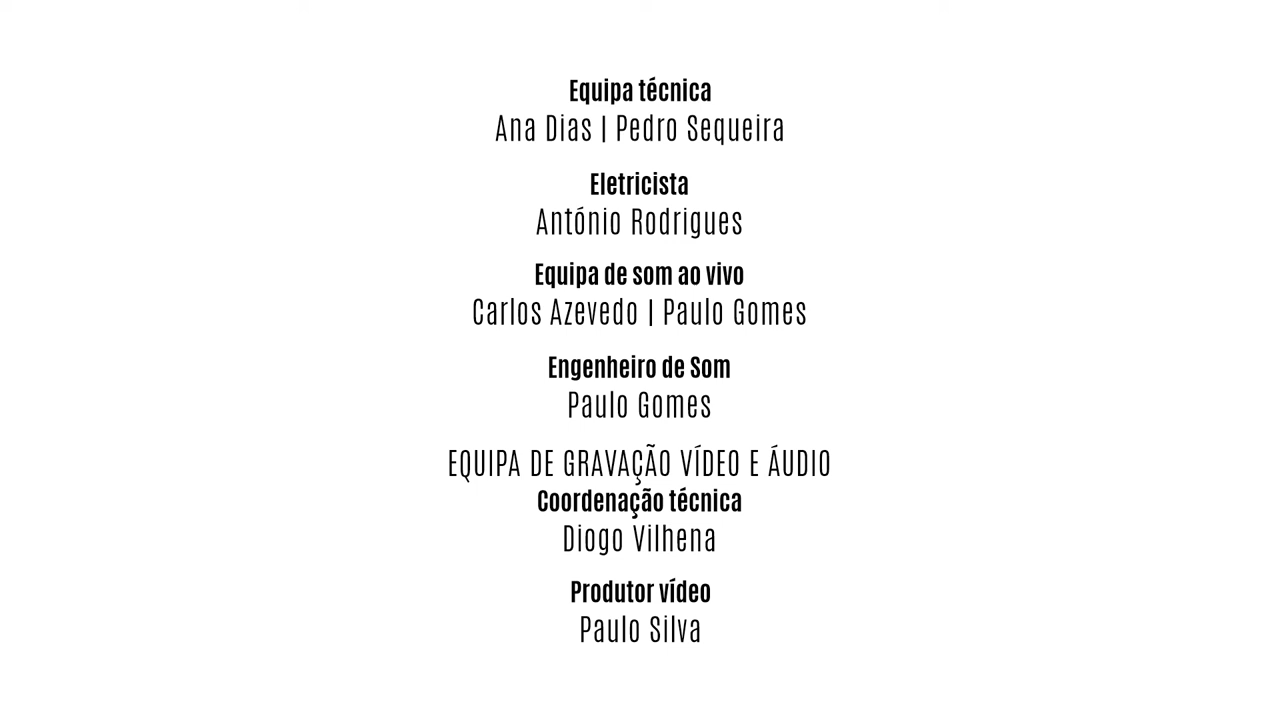 Equipa técnica
Ana Dias | Pedro Sequeira
Eletricista
António Rodrigues
Equipa de som ao vivo
Carlos Azevedo | Paulo Gomes
Engenheiro de Som
Paulo Gomes
EQUIPA DE GRAVAÇÃO VÍDEO E ÁUDIO
Coordenação técnica
Diogo Vilhena
Produtor vídeo
Paulo Silva